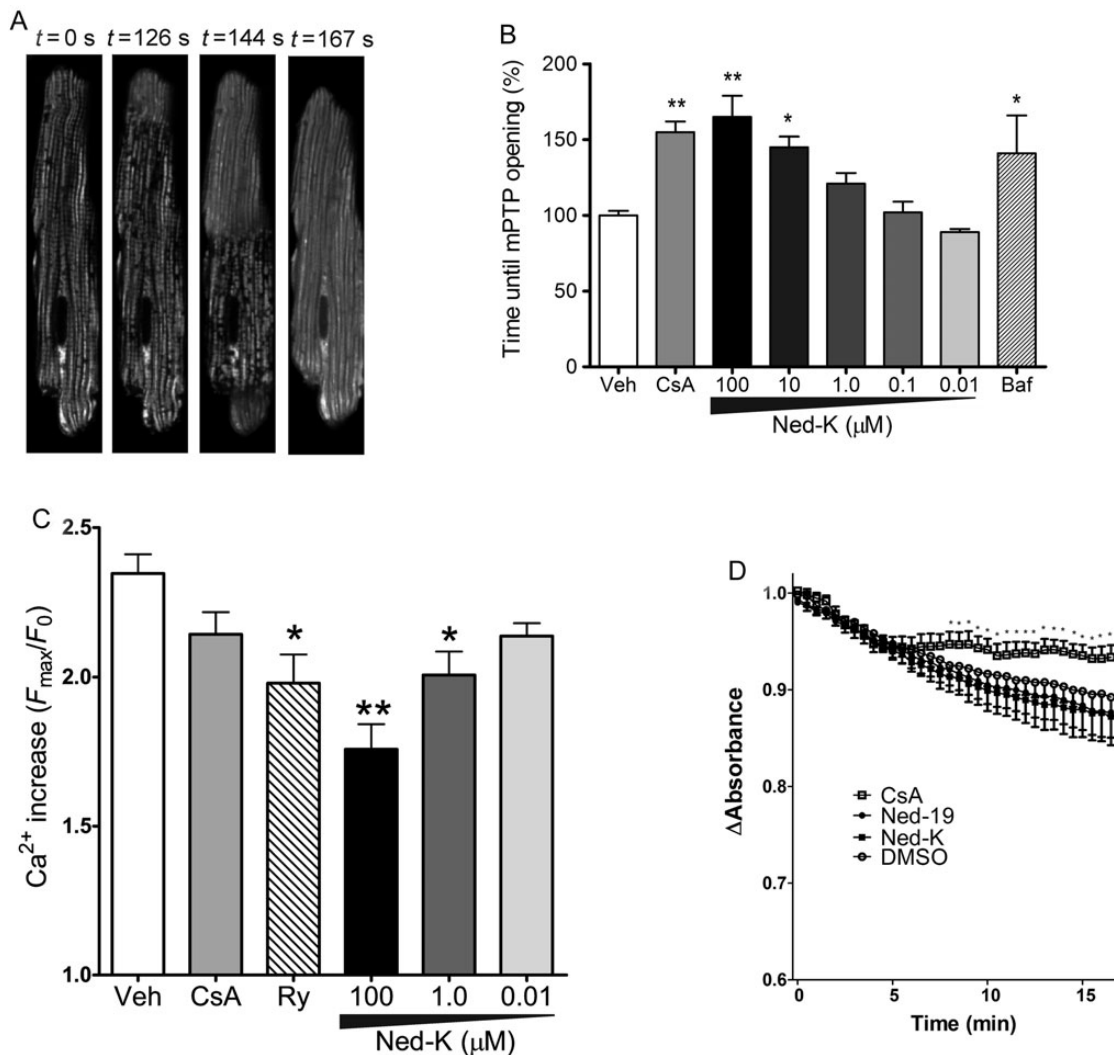 A
t=0 s t=126 s t=144 s t=167 s
B
Time until mPTP opening (%)
200
150
100
50
0
** ** * *
Veh CsA 100 10 1.0 0.1 0.01 Baf
Ned-K (μM)
C
Ca2+ increase (Fmax/F0)
2.5
2.0
1.5
1.0
* ** *
Veh CsA Ry 100 1.0 0.01
Ned-K (μM)
D
ΔAbsorbance
1.0
0.9
0.8
0.7
0.6
CsA
Ned-19
Ned-K
DMSO
0 5 10 15
Time (min)